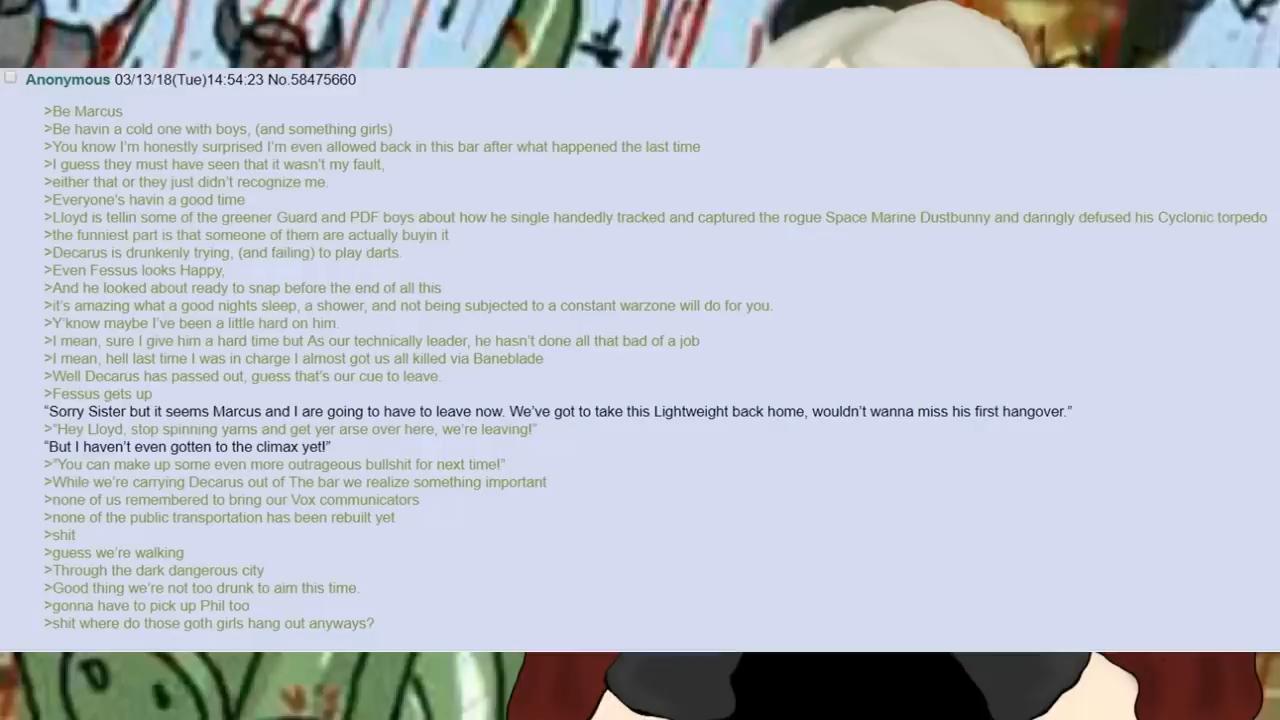 Anonymous 03/13/18(Tue)14:54:23 No.58475660
>Be Marcus
>Be havin a cold one with boys, (and something girls)
>You know I'm honestly surprised I'm even allowed back in this bar after what happened the last time
>I guess they must have seen that it wasn't my fault,
>either that or they just didn't recognize me.
>Everyone's havin a good time
>Lloyd is tellin some of the greener Guard and PDF boys about how he single handedly tracked and captured the rogue Space Marine Dustbunny and daringly defused his Cyclonic torpedo
>the funniest part is that someone of them are actually buyin it
>Decarus is drunkenly trying, (and failing) to play darts.
>Even Fessus looks Happy,
>And he looked about ready to snap before the end of all this
>it's amazing what a good nights sleep, a shower, and not being subjected to a constant warzone will do for you.
>Y'know maybe I've been a little hard on him.
>I mean, sure I give him a hard time but As our technically leader, he hasn't done all that bad of a job
>I mean, hell last time I was in charge I almost got us all killed via Baneblade
>Well Decarus has passed out, guess that's our cue to leave.
>Fessus gets up
“Sorry Sister but it seems Marcus and I are going to have to leave now. We've got to take this Lightweight back home, wouldn't wanna miss his first hangover.”
>“Hey Lloyd, stop spinning yarns and get yer arse over here, we're leaving!”
“But I haven't even gotten to the climax yet!”
>“You can make up some even more outrageous bullshit for next time!”
>While we're carrying Decarus out of The bar we realize something important
>none of us remembered to bring our Vox communicators
>none of the public transportation has been rebuilt yet
>shit
>guess we're walking
>Through the dark dangerous city
>Good thing we're not too drunk to aim this time.
>gonna have to pick up Phil too
>shit where do those goth girls hang out anyways?